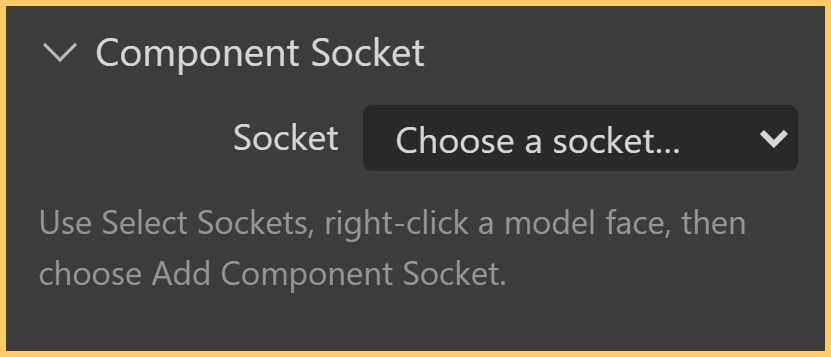 Component Socket
Socket Choose a socket...
Use Select Sockets, right-click a model face, then
choose Add Component Socket.